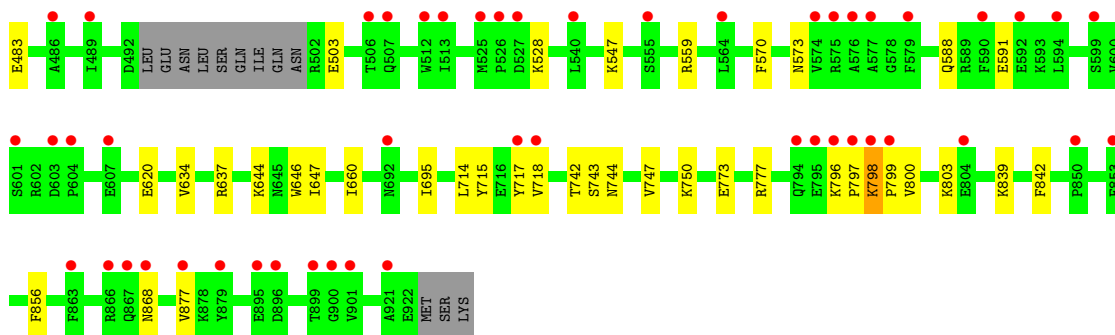 E483 A486 I489 D492 LEU GLU ASN LEU SER GLN ILE GLN ASN R502 E503 T506 Q507 W512 I513 M525 P526 D527 K528 L540 K547 S555 R559 L564 F570 N573 V574 R575 A576 A577 G578 F579 Q588 R589 F590 E591 E592 K593 L594 S599 V600
S601 R602 D603 P604 E607 E620 V634 R637 K644 N645 W646 I647 I660 N692 I695 L714 Y715 E716 Y717 V718 T742 S743 N744 V747 K750 E773 R777 Q794 E795 K796 P797 K798 P799 V800 K803 E804 K839 F842 P850 E853
F856 F863 R866 Q867 N868 V877 K878 Y879 E895 D896 T899 G900 V901 A921 E922 MET SER LYS